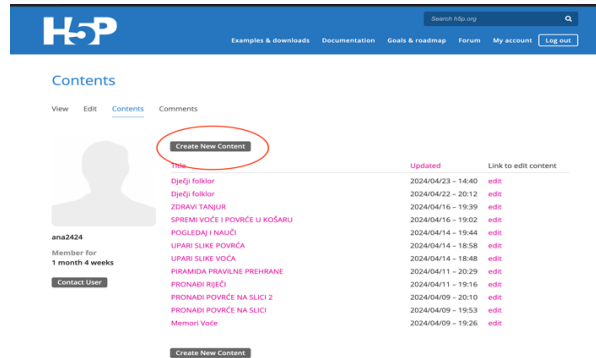 H5P
Search h5p.org
Examples & downloads Documentation Goals & roadmap Forum My account Log out
Contents
View Edit Contents Comments
Create New Content
Title Updated Link to edit content
Dječji folklor 2024/04/23 – 14:40 edit
Dječji folklor 2024/04/22 – 20:12 edit
ZDRAVI TANJUR 2024/04/16 – 19:39 edit
SPREMI VOĆE I POVRĆE U KOŠARU 2024/04/16 – 19:02 edit
POGLEDAJ I NAUČI 2024/04/14 – 19:44 edit
UPARI SLIKE POVRĆA 2024/04/14 – 18:58 edit
UPARI SLIKE VOĆA 2024/04/14 – 18:48 edit
PIRAMIDA PRAVILNE PREHRANE 2024/04/11 – 20:29 edit
PRONAĐI RIJEČI 2024/04/11 – 19:16 edit
PRONAĐI POVRĆE NA SLICI 2 2024/04/09 – 20:10 edit
PRONAĐI POVRĆE NA SLICI 2024/04/09 – 19:53 edit
Memori Voće 2024/04/09 – 19:26 edit
ana2424
Member for
1 month 4 weeks
Contact User
Create New Content